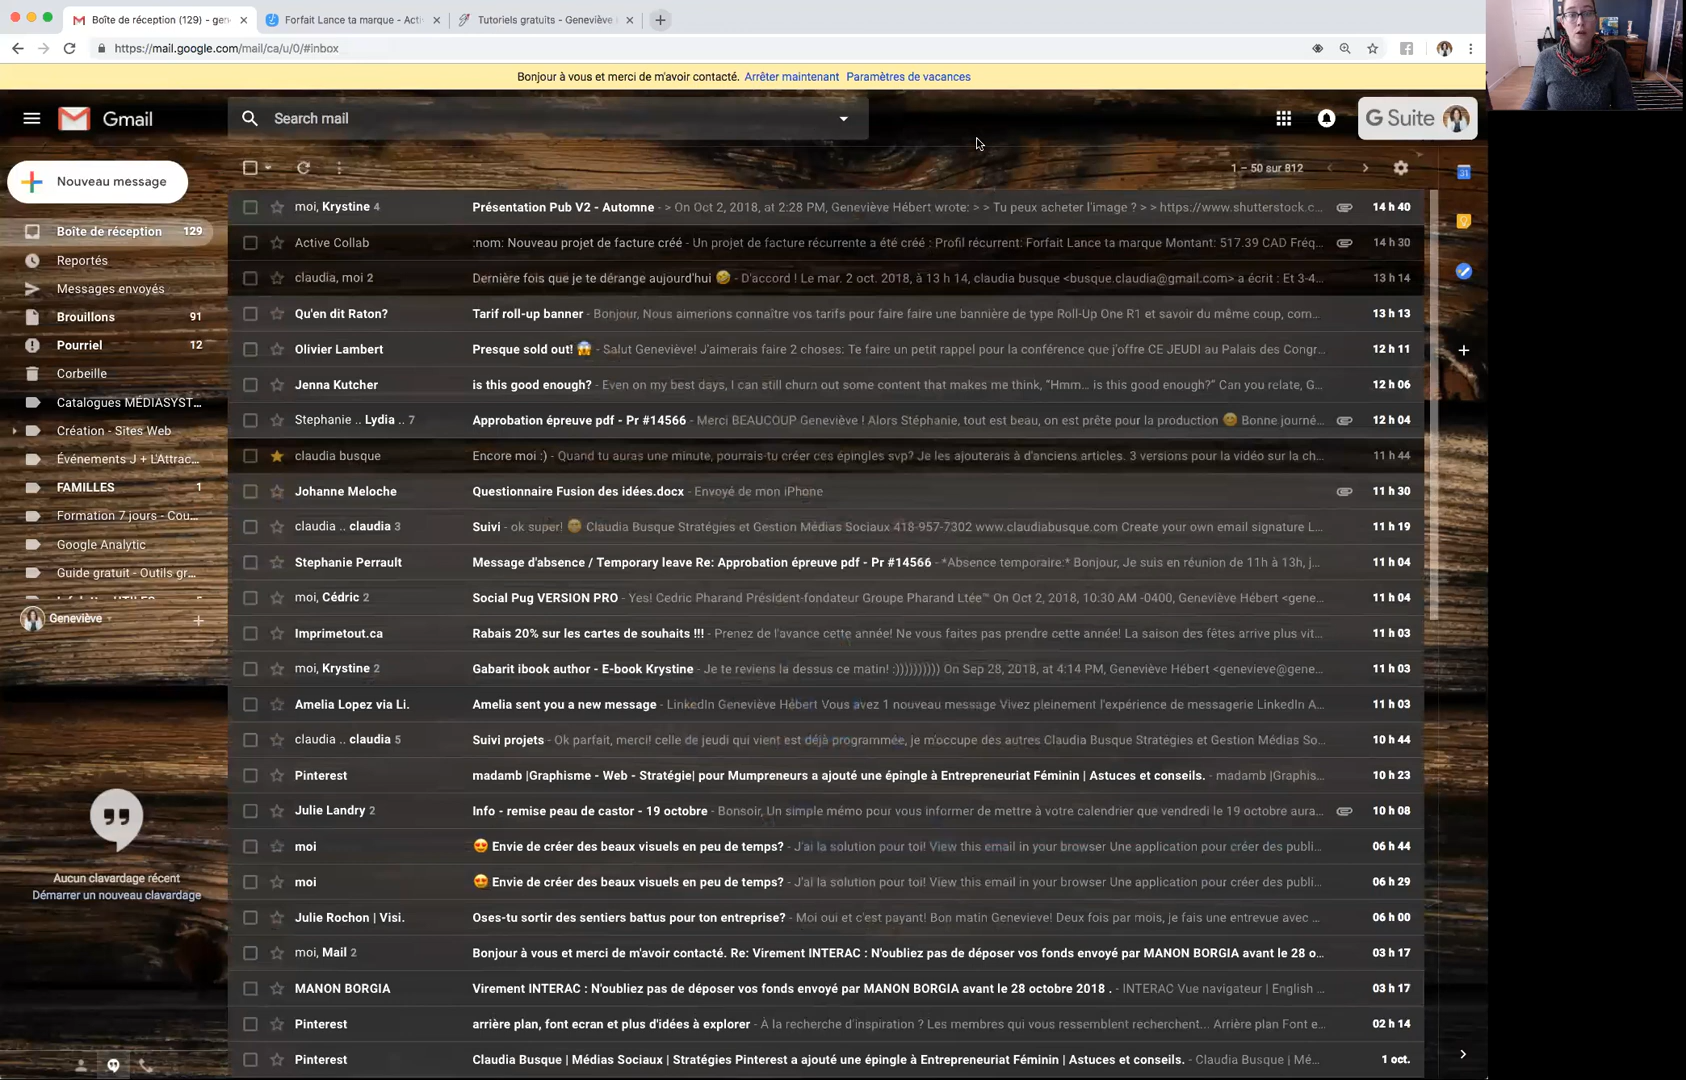 Boîte de réception (129) - gen
Forfait Lance ta marque - Acti
Tutoriels gratuits - Geneviève
https://mail.google.com/mail/ca/u/0/#inbox
Bonjour à vous et merci de m'avoir contacté. Arrêter maintenant Paramètres de vacances
Gmail
Search mail
G Suite
Nouveau message
1 – 50 sur 812
31
Boîte de réception 129
Reportés
Messages envoyés
Brouillons 91
Pourriel 12
Corbeille
Catalogues MÉDIASYST...
Création - Sites Web
Événements J + L'Attrac...
FAMILLES 1
Formation 7 jours - Cou...
Google Analytic
Guide gratuit - Outils gr...
Geneviève
Aucun clavardage récent
Démarrer un nouveau clavardage
moi, Krystine 4 Présentation Pub V2 - Automne - > On Oct 2, 2018, at 2:28 PM, Geneviève Hébert wrote: > > Tu peux acheter l'image ? > > https://www.shutterstock.c... 14 h 40
Active Collab :nom: Nouveau projet de facture créé - Un projet de facture récurrente a été créé : Profil récurrent: Forfait Lance ta marque Montant: 517.39 CAD Fréq... 14 h 30
claudia, moi 2 Dernière fois que je te dérange aujourd'hui 🤣 - D'accord ! Le mar. 2 oct. 2018, à 13 h 14, claudia busque <busque.claudia@gmail.com> a écrit : Et 3-4... 13 h 14
Qu'en dit Raton? Tarif roll-up banner - Bonjour, Nous aimerions connaître vos tarifs pour faire faire une bannière de type Roll-Up One R1 et savoir du même coup, com... 13 h 13
Olivier Lambert Presque sold out! 😱 - Salut Geneviève! J'aimerais faire 2 choses: Te faire un petit rappel pour la conférence que j'offre CE JEUDI au Palais des Congr... 12 h 11
Jenna Kutcher is this good enough? - Even on my best days, I can still churn out some content that makes me think, "Hmm... is this good enough?" Can you relate, G... 12 h 06
Stephanie .. Lydia .. 7 Approbation épreuve pdf - Pr #14566 - Merci BEAUCOUP Geneviève ! Alors Stéphanie, tout est beau, on est prête pour la production 😊 Bonne journé... 12 h 04
claudia busque Encore moi :) - Quand tu auras une minute, pourrais-tu créer ces épingles svp? Je les ajouterais à d'anciens articles. 3 versions pour la vidéo sur la ch... 11 h 44
Johanne Meloche Questionnaire Fusion des idées.docx - Envoyé de mon iPhone 11 h 30
claudia .. claudia 3 Suivi - ok super! 😁 Claudia Busque Stratégies et Gestion Médias Sociaux 418-957-7302 www.claudiabusque.com Create your own email signature L... 11 h 19
Stephanie Perrault Message d'absence / Temporary leave Re: Approbation épreuve pdf - Pr #14566 - *Absence temporaire:* Bonjour, Je suis en réunion de 11h à 13h, j... 11 h 04
moi, Cédric 2 Social Pug VERSION PRO - Yes! Cedric Pharand Président-fondateur Groupe Pharand Ltée™ On Oct 2, 2018, 10:30 AM -0400, Geneviève Hébert <gene... 11 h 04
Imprimetout.ca Rabais 20% sur les cartes de souhaits !!! - Prenez de l'avance cette année! Ne vous faites pas prendre cette année! La saison des fêtes arrive plus vit... 11 h 03
moi, Krystine 2 Gabarit ibook author - E-book Krystine - Je te reviens la dessus ce matin! :)))))))))) On Sep 28, 2018, at 4:14 PM, Geneviève Hébert <genevieve@gene... 11 h 03
Amelia Lopez via Li. Amelia sent you a new message - LinkedIn Geneviève Hébert Vous avez 1 nouveau message Vivez pleinement l'expérience de messagerie LinkedIn A... 11 h 03
claudia .. claudia 5 Suivi projets - Ok parfait, merci! celle de jeudi qui vient est déjà programmée, je m'occupe des autres Claudia Busque Stratégies et Gestion Médias So... 10 h 44
Pinterest madamb |Graphisme - Web - Stratégie| pour Mumpreneurs a ajouté une épingle à Entrepreneuriat Féminin | Astuces et conseils. - madamb |Graphis... 10 h 23
Julie Landry 2 Info - remise peau de castor - 19 octobre - Bonsoir, Un simple mémo pour vous informer de mettre à votre calendrier que vendredi le 19 octobre aura... 10 h 08
moi 😍 Envie de créer des beaux visuels en peu de temps? - J'ai la solution pour toi! View this email in your browser Une application pour créer des publi... 06 h 44
moi 😍 Envie de créer des beaux visuels en peu de temps? - J'ai la solution pour toi! View this email in your browser Une application pour créer des publi... 06 h 29
Julie Rochon | Visi. Oses-tu sortir des sentiers battus pour ton entreprise? - Moi oui et c'est payant! Bon matin Genevieve! Deux fois par mois, je fais une entrevue avec ... 06 h 00
moi, Mail 2 Bonjour à vous et merci de m'avoir contacté. Re: Virement INTERAC : N'oubliez pas de déposer vos fonds envoyé par MANON BORGIA avant le 28 o... 03 h 17
MANON BORGIA Virement INTERAC : N'oubliez pas de déposer vos fonds envoyé par MANON BORGIA avant le 28 octobre 2018 . - INTERAC Vue navigateur | English ... 03 h 17
Pinterest arrière plan, font ecran et plus d'idées à explorer - À la recherche d'inspiration ? Les membres qui vous ressemblent recherchent... Arrière plan Font e... 02 h 14
Pinterest Claudia Busque | Médias Sociaux | Stratégies Pinterest a ajouté une épingle à Entrepreneuriat Féminin | Astuces et conseils. - Claudia Busque | Mé... 1 oct.